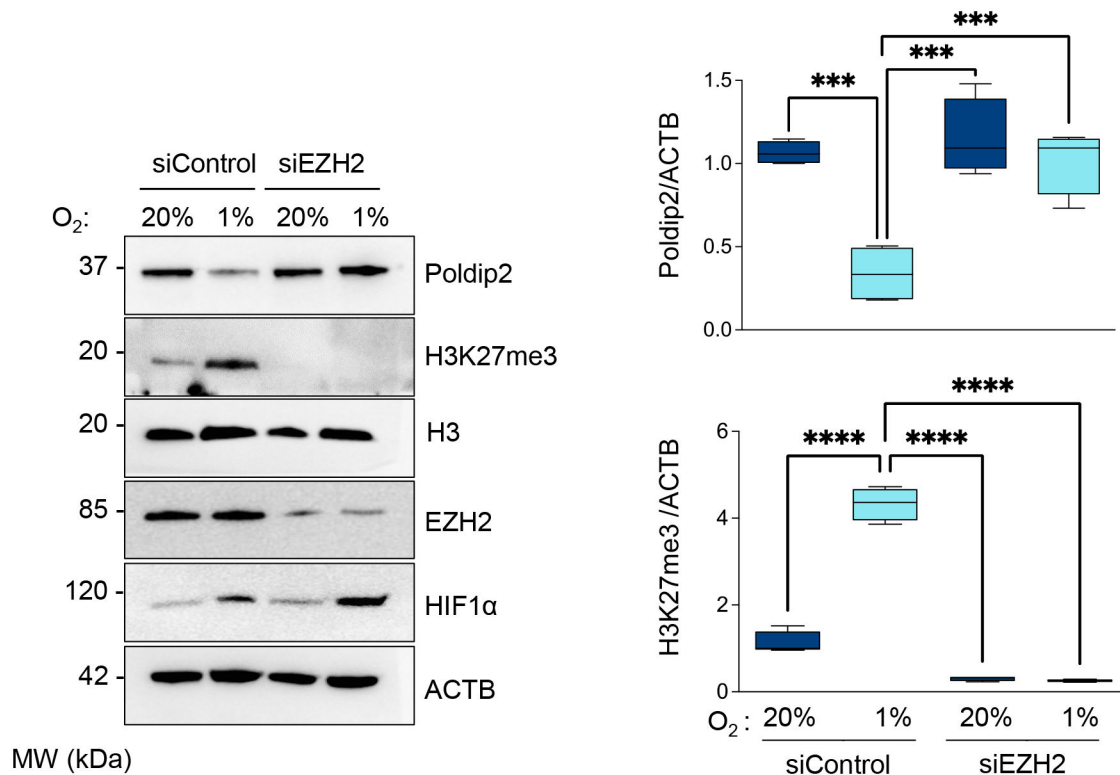 siControl siEZH2
O2: 20% 1% 20% 1%
37 Poldip2
20 H3K27me3
20 H3
85 EZH2
120 HIF1α
42 ACTB
MW (kDa)
***
***
***
Poldip2/ACTB
1.5
1.0
0.5
0.0
****
**** ****
H3K27me3/ACTB
6
4
2
0
O2: 20% 1% 20% 1%
siControl siEZH2